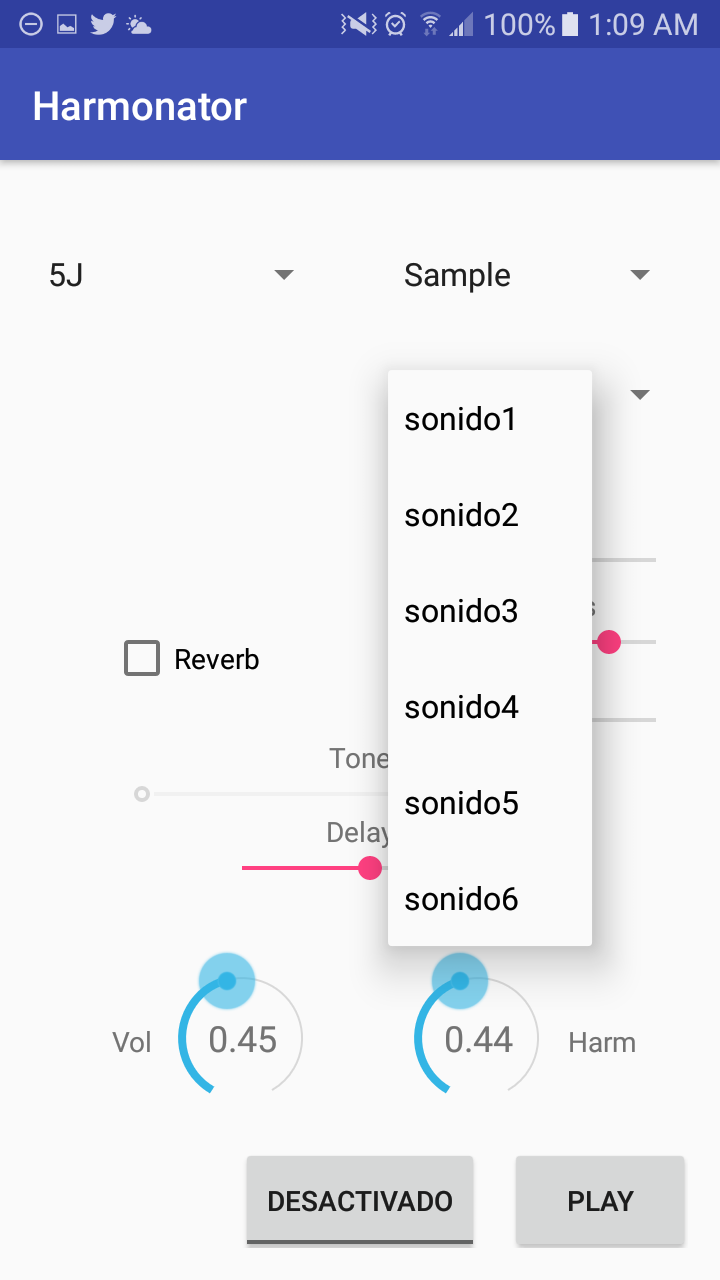 100% 1:09 AM
Harmonator
5J
Sample
sonido1
sonido2
sonido3
Reverb
sonido4
Tone
sonido5
Delay
sonido6
Vol
0.45
0.44
Harm
DESACTIVADO
PLAY